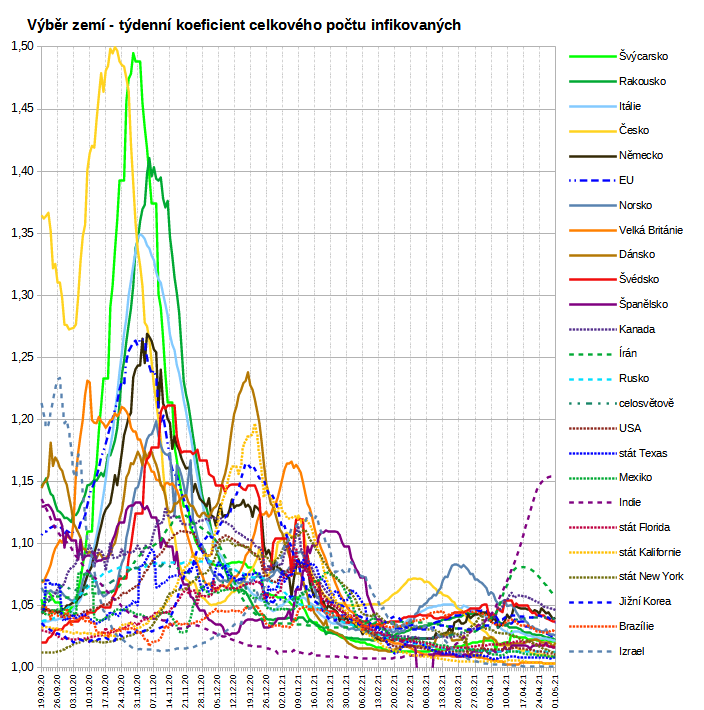 Výběr zemí - týdenní koeficient celkového počtu infikovaných
1,50
1,45
1,40
1,35
1,30
1,25
1,20
1,15
1,10
1,05
1,00
Švýcarsko
Rakousko
Itálie
Česko
Německo
EU
Norsko
Velká Británie
Dánsko
Švédsko
Španělsko
Kanada
Írán
Rusko
celosvětově
USA
stát Texas
Mexiko
Indie
stát Florida
stát Kalifornie
stát New York
Jižní Korea
Brazílie
Izrael
19.09.20
26.09.20
03.10.20
10.10.20
17.10.20
24.10.20
31.10.20
07.11.20
14.11.20
21.11.20
28.11.20
05.12.20
12.12.20
19.12.20
26.12.20
02.01.21
09.01.21
16.01.21
23.01.21
30.01.21
06.02.21
13.02.21
20.02.21
27.02.21
06.03.21
13.03.21
20.03.21
27.03.21
03.04.21
10.04.21
17.04.21
24.04.21
01.05.21